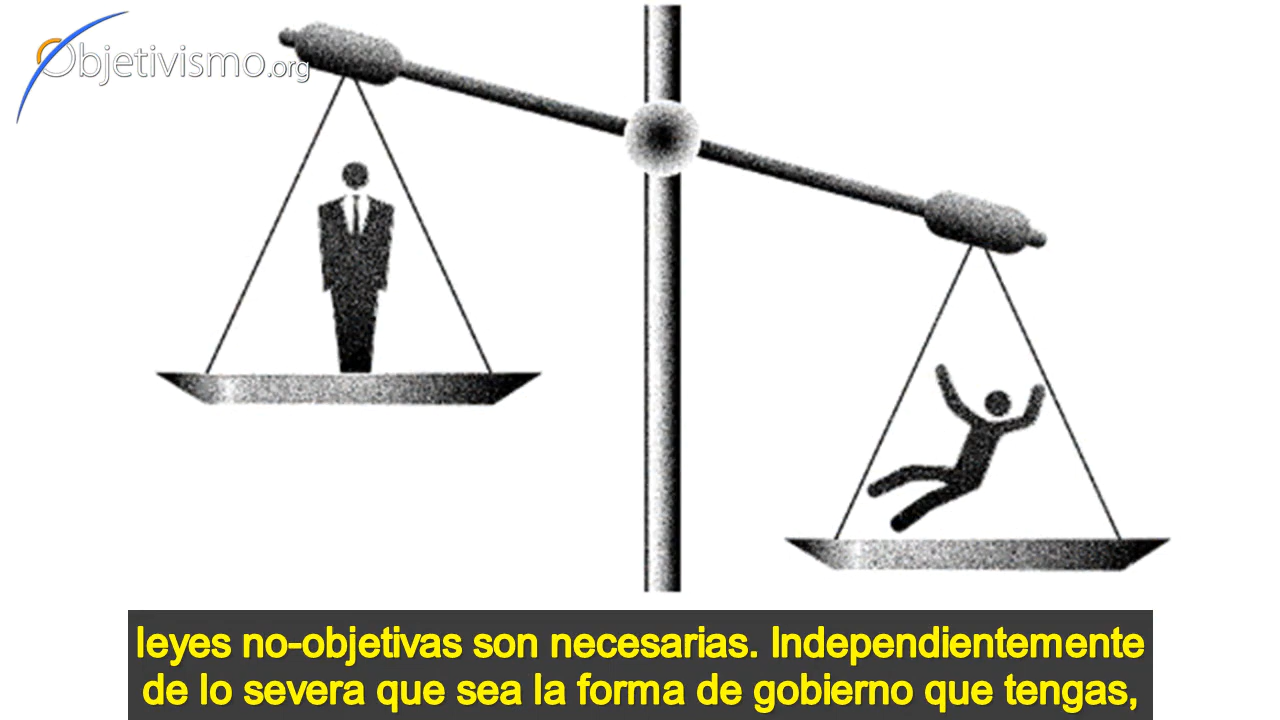 Objetivismo.org
leyes no-objetivas son necesarias. Independientemente
de lo severa que sea la forma de gobierno que tengas,